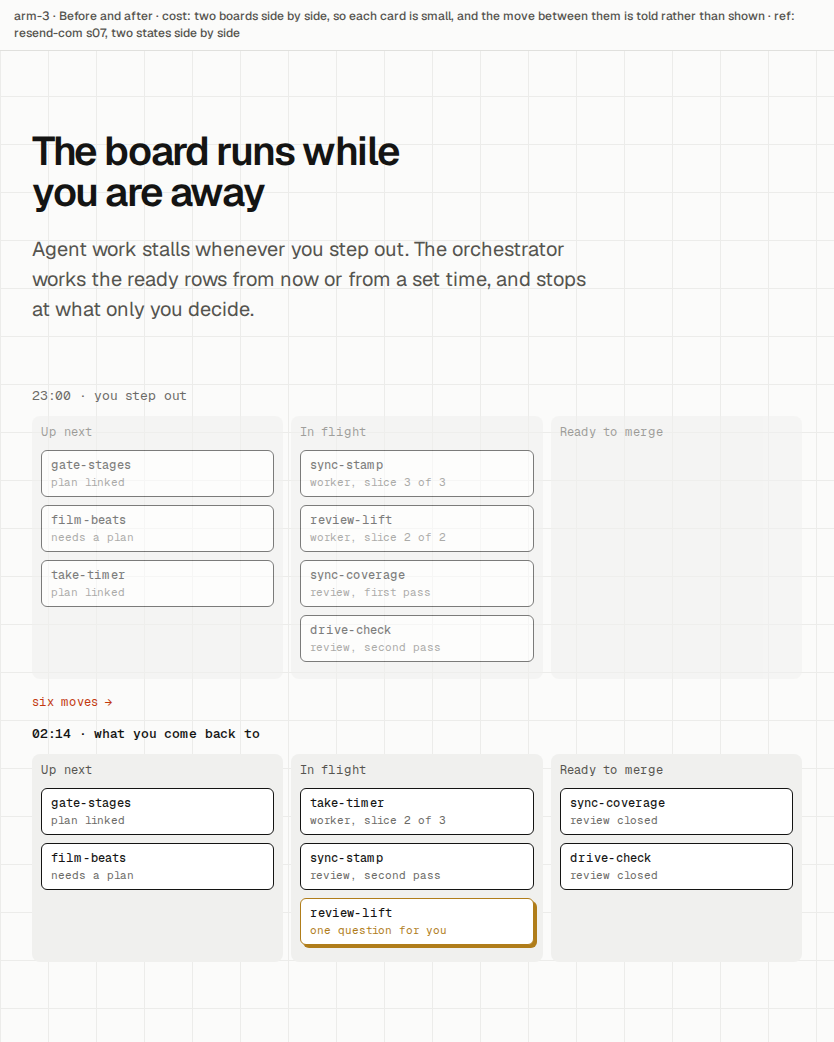 arm-3 · Before and after · cost: two boards side by side, so each card is small, and the move between them is told rather than shown · ref:
resend-com s07, two states side by side
The board runs while
you are away
Agent work stalls whenever you step out. The orchestrator
works the ready rows from now or from a set time, and stops
at what only you decide.
23:00 · you step out
Up next
gate-stages
plan linked
film-beats
needs a plan
take-timer
plan linked
In flight
sync-stamp
worker, slice 3 of 3
review-lift
worker, slice 2 of 2
sync-coverage
review, first pass
drive-check
review, second pass
Ready to merge
six moves →
02:14 · what you come back to
Up next
gate-stages
plan linked
film-beats
needs a plan
In flight
take-timer
worker, slice 2 of 3
sync-stamp
review, second pass
review-lift
one question for you
Ready to merge
sync-coverage
review closed
drive-check
review closed